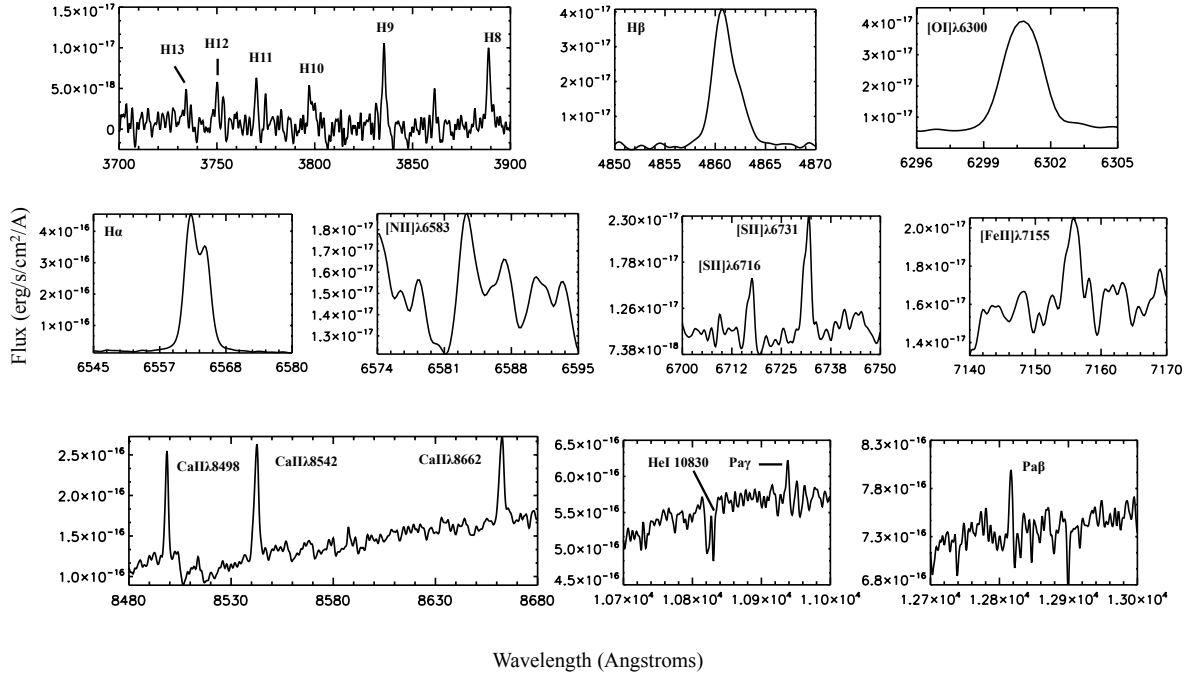 1.5×10⁻¹⁷
1.0×10⁻¹⁷
5.0×10⁻¹⁸
0
H13
H12
H11
H10
H9
H8
3700 3750 3800 3850 3900
4×10⁻¹⁷
3×10⁻¹⁷
2×10⁻¹⁷
1×10⁻¹⁷
Hβ
4850 4855 4860 4865 4870
4×10⁻¹⁷
3×10⁻¹⁷
2×10⁻¹⁷
1×10⁻¹⁷
[OI]λ6300
6296 6299 6302 6305
Flux (erg/s/cm²/A)
4×10⁻¹⁶
3×10⁻¹⁶
2×10⁻¹⁶
1×10⁻¹⁶
Hα
6545 6557 6568 6580
1.8×10⁻¹⁷
1.7×10⁻¹⁷
1.6×10⁻¹⁷
1.5×10⁻¹⁷
1.4×10⁻¹⁷
1.3×10⁻¹⁷
[NII]λ6583
6574 6581 6588 6595
2.30×10⁻¹⁷
1.78×10⁻¹⁷
1.26×10⁻¹⁷
7.38×10⁻¹⁸
[SII]λ6731
[SII]λ6716
6700 6712 6725 6738 6750
2.0×10⁻¹⁷
1.8×10⁻¹⁷
1.6×10⁻¹⁷
1.4×10⁻¹⁷
[FeII]λ7155
7140 7150 7160 7170
2.5×10⁻¹⁶
2.0×10⁻¹⁶
1.5×10⁻¹⁶
1.0×10⁻¹⁶
CaIIλ8498
CaIIλ8542
CaIIλ8662
8480 8530 8580 8630 8680
6.5×10⁻¹⁶
6.0×10⁻¹⁶
5.5×10⁻¹⁶
5.0×10⁻¹⁶
4.5×10⁻¹⁶
HeI 10830
Paγ
1.07×10⁴ 1.08×10⁴ 1.09×10⁴ 1.10×10⁴
8.3×10⁻¹⁶
7.8×10⁻¹⁶
7.3×10⁻¹⁶
6.8×10⁻¹⁶
Paβ
1.27×10⁴ 1.28×10⁴ 1.29×10⁴ 1.30×10⁴
Wavelength (Angstroms)